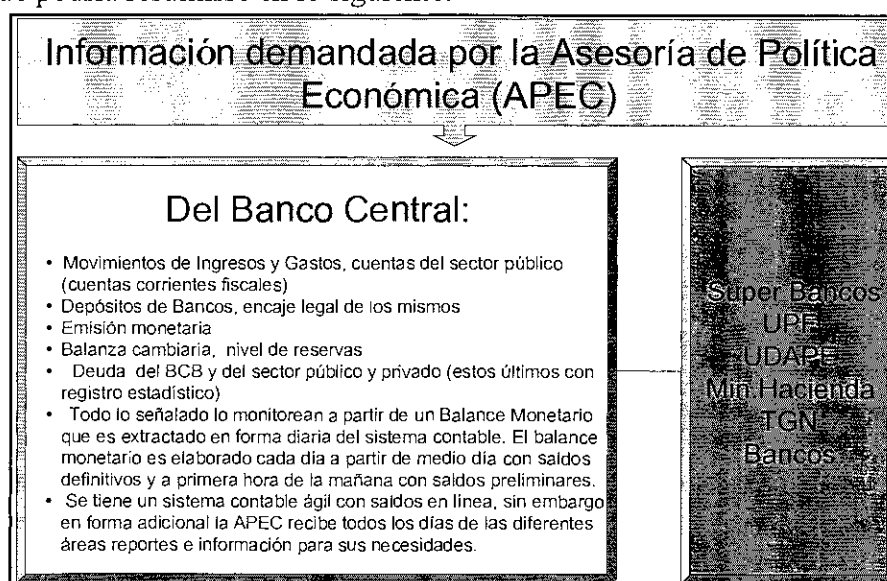 Información demandada por la Asesoría de Política
Económica (APEC)
Del Banco Central:
• Movimientos de Ingresos y Gastos, cuentas del sector público
(cuentas corrientes fiscales)
• Depósitos de Bancos, encaje legal de los mismos
• Emisión monetaria
• Balanza cambiaria, nivel de reservas
• Deuda del BCB y del sector público y privado (estos últimos con
registro estadístico)
• Todo lo señalado lo monitorean a partir de un Balance Monetario
que es extractado en forma diaria del sistema contable. El balance
monetario es elaborado cada día a partir de medio día con saldos
definitivos y a primera hora de la mañana con saldos preliminares.
• Se tiene un sistema contable ágil con saldos en línea, sin embargo
en forma adicional la APEC recibe todos los días de las diferentes
áreas reportes e información para sus necesidades.
Super Bancos
UPF
UDAPE
Min.Hacienda
TGN
Bancos